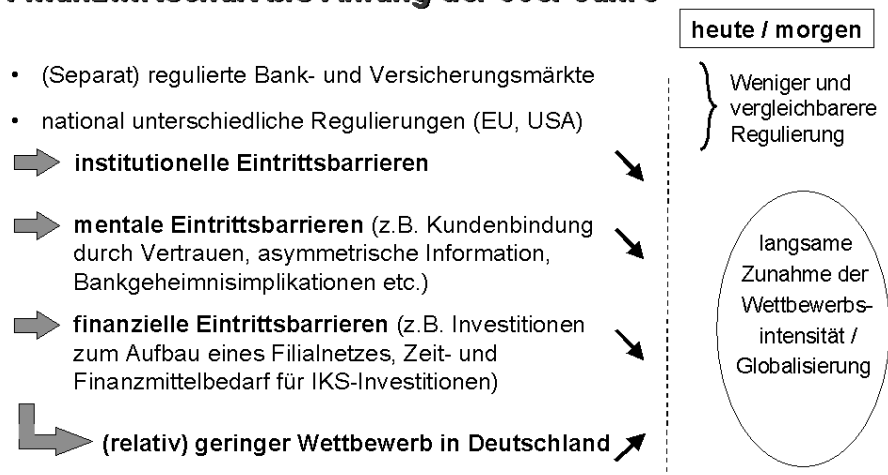 heute / morgen
• (Separat) regulierte Bank- und Versicherungsmärkte
• national unterschiedliche Regulierungen (EU, USA)
Weniger und
vergleichbarere
Regulierung
institutionelle Eintrittsbarrieren
mentale Eintrittsbarrieren (z.B. Kundenbindung
durch Vertrauen, asymmetrische Information,
Bankgeheimnisimplikationen etc.)
finanzielle Eintrittsbarrieren (z.B. Investitionen
zum Aufbau eines Filialnetzes, Zeit- und
Finanzmittelbedarf für IKS-Investitionen)
(relativ) geringer Wettbewerb in Deutschland
langsame
Zunahme der
Wettbewerbs-
intensität /
Globalisierung